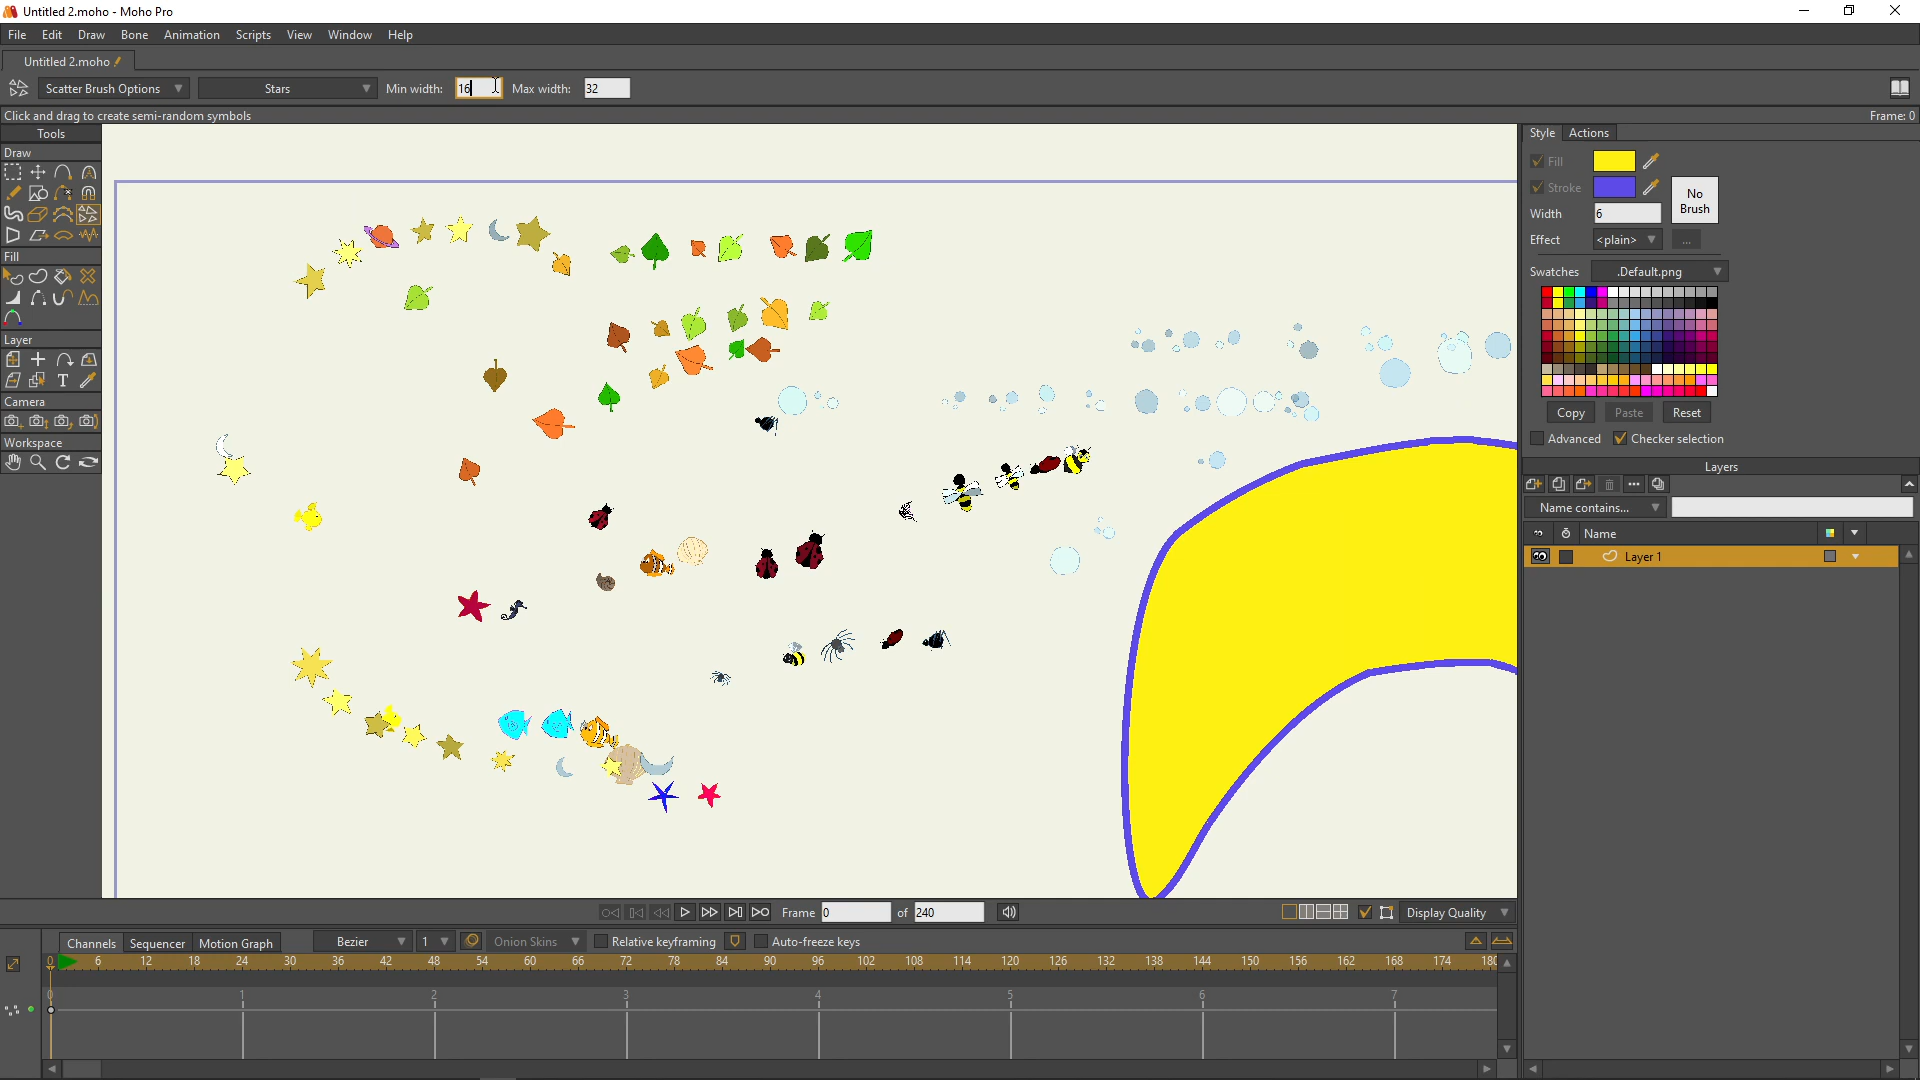 Untitled 2.moho - Moho Pro
File Edit Draw Bone Animation Scripts View Window Help
Untitled 2.moho
Scatter Brush Options Stars Min width: 16 Max width: 32
Click and drag to create semi-random symbols Frame: 0
Tools
Draw
Fill
Layer
Camera
Workspace
Style Actions
Fill
Stroke
No
Brush
Width 6
Effect <plain> ...
Swatches .Default.png
Copy Paste Reset
Advanced Checker selection
Layers
Name contains...
Name
Layer 1
Frame 0 of 240 Display Quality
Channels Sequencer Motion Graph Bezier 1 Onion Skins Relative keyframing Auto-freeze keys
0 6 12 18 24 30 36 42 48 54 60 66 72 78 84 90 96 102 108 114 120 126 132 138 144 150 156 162 168 174 180
0 1 2 3 4 5 6 7